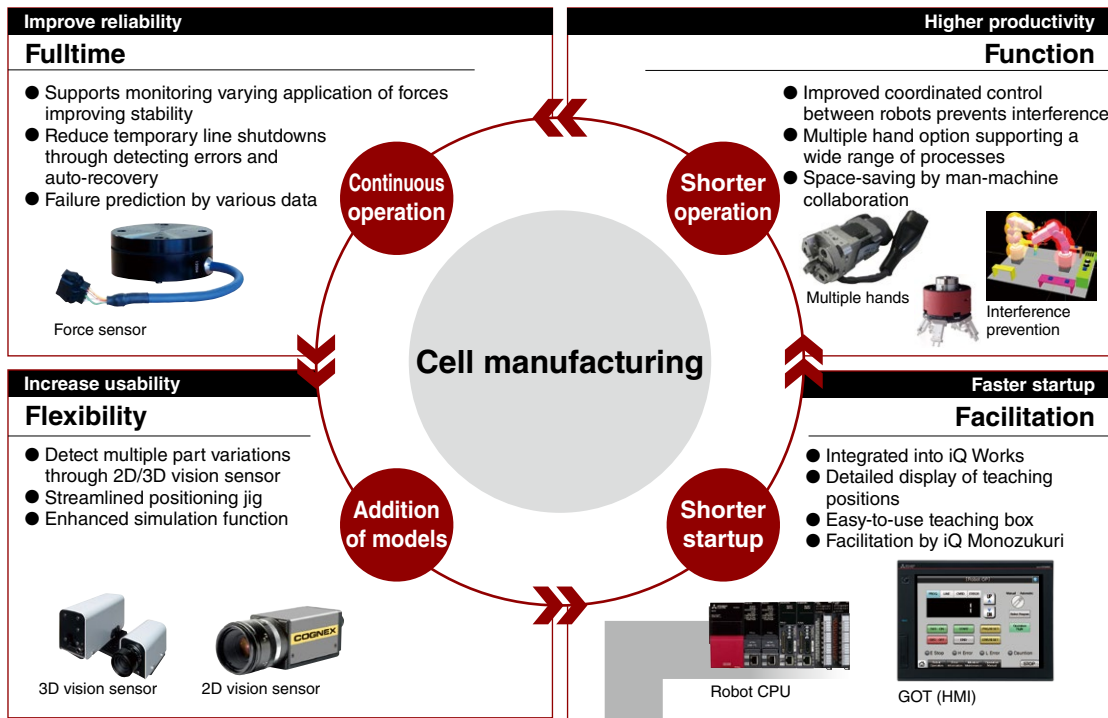 Improve reliability
Fulltime
● Supports monitoring varying application of forces
improving stability
● Reduce temporary line shutdowns
through detecting errors and
auto-recovery
● Failure prediction by various data
Force sensor
Higher productivity
Function
● Improved coordinated control
between robots prevents interference
● Multiple hand option supporting a
wide range of processes
● Space-saving by man-machine
collaboration
Multiple hands
Interference
prevention
Continuous
operation
Shorter
operation
Cell manufacturing
Addition
of models
Shorter
startup
Increase usability
Flexibility
● Detect multiple part variations
through 2D/3D vision sensor
● Streamlined positioning jig
● Enhanced simulation function
COGNEX
3D vision sensor
2D vision sensor
Faster startup
Facilitation
● Integrated into iQ Works
● Detailed display of teaching
positions
● Easy-to-use teaching box
● Facilitation by iQ Monozukuri
Robot CPU
GOT (HMI)